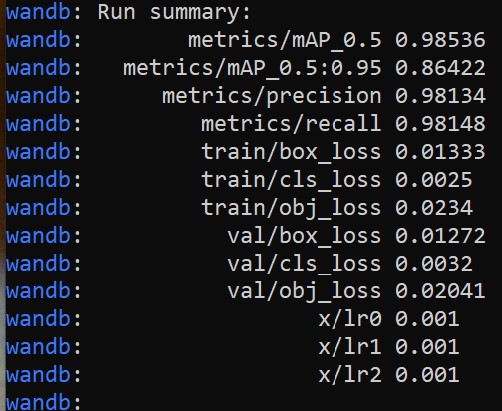 wandb: Run summary:
wandb: metrics/mAP_0.5 0.98536
wandb: metrics/mAP_0.5:0.95 0.86422
wandb: metrics/precision 0.98134
wandb: metrics/recall 0.98148
wandb: train/box_loss 0.01333
wandb: train/cls_loss 0.0025
wandb: train/obj_loss 0.0234
wandb: val/box_loss 0.01272
wandb: val/cls_loss 0.0032
wandb: val/obj_loss 0.02041
wandb: x/lr0 0.001
wandb: x/lr1 0.001
wandb: x/lr2 0.001
wandb: